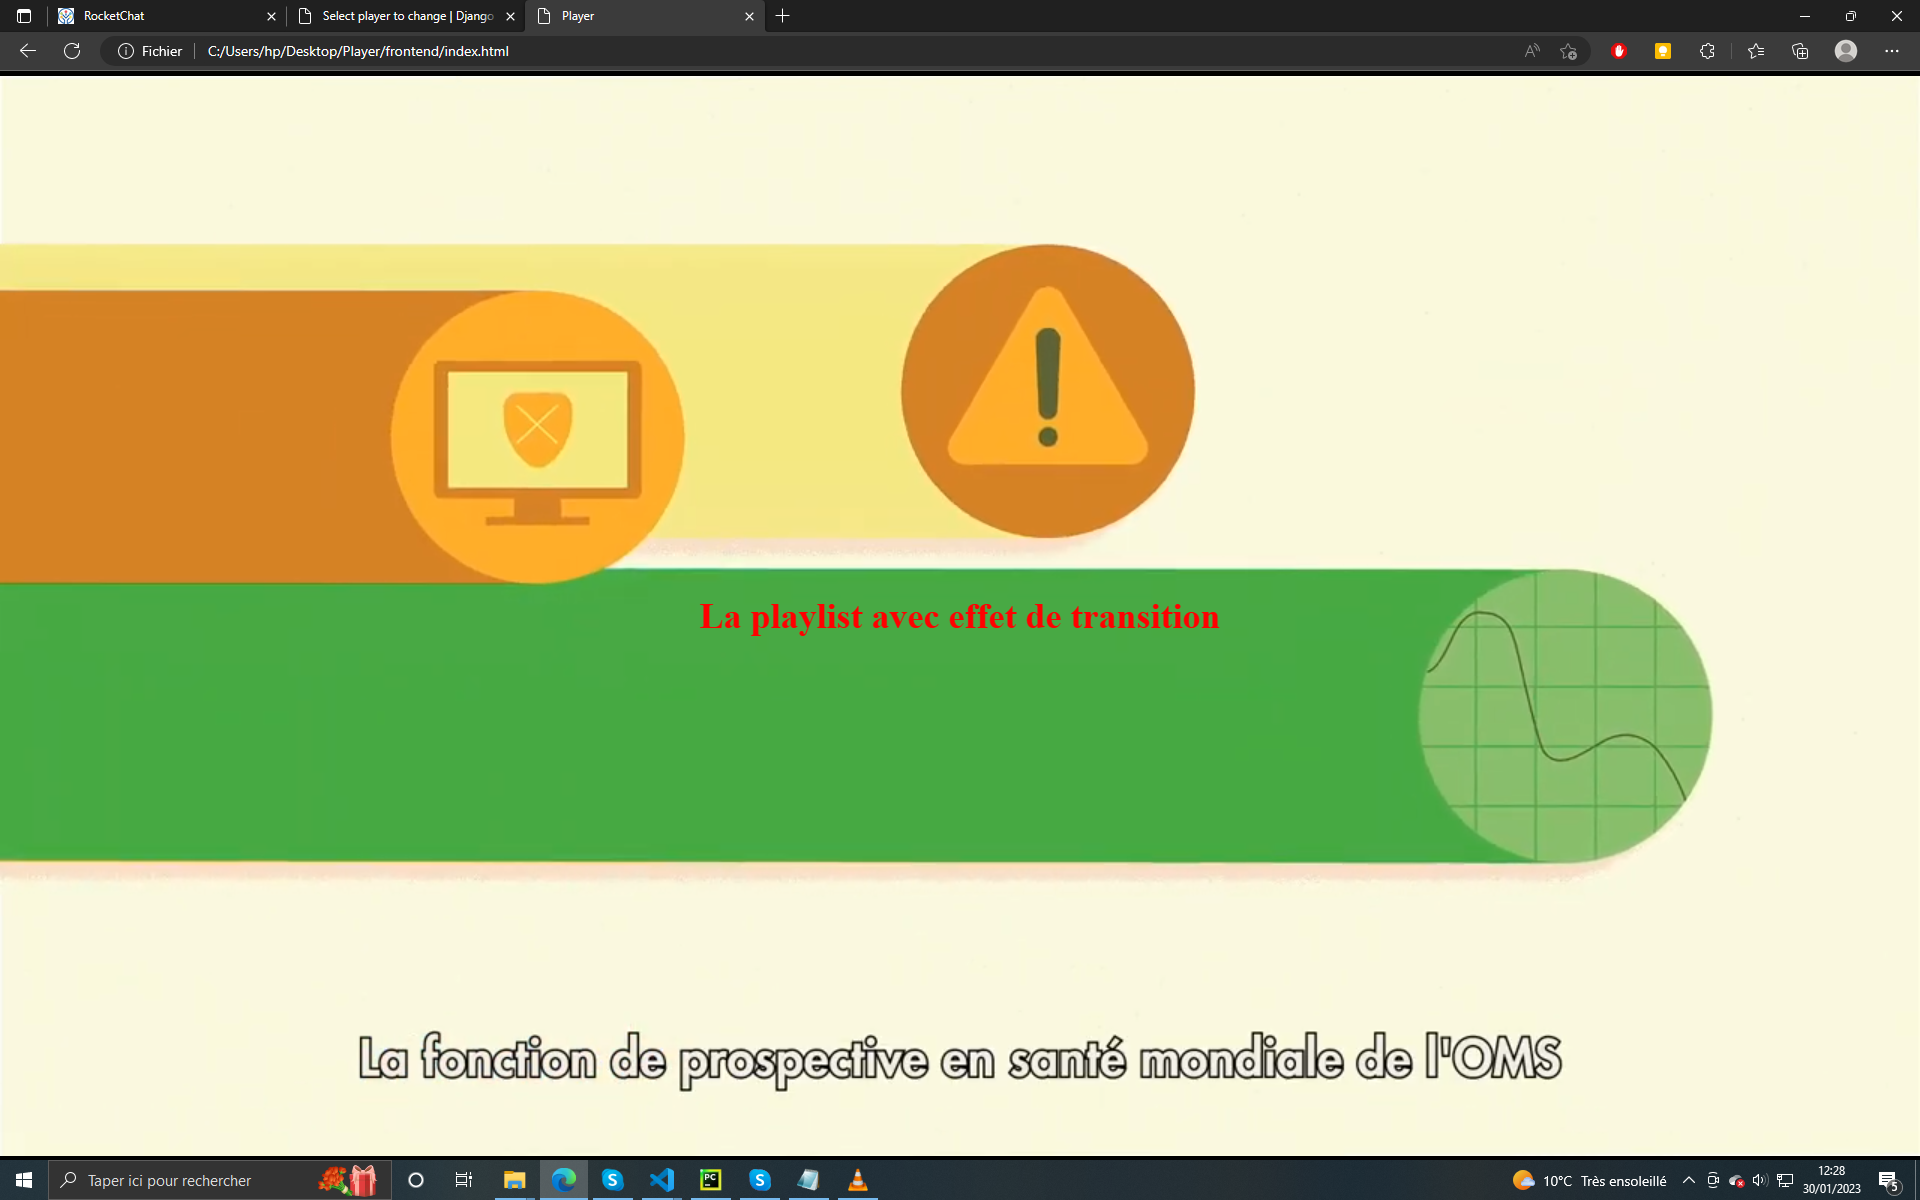 RocketChat
Select player to change | Django
Player
Fichier
C:/Users/hp/Desktop/Player/frontend/index.html
La playlist avec effet de transition
La fonction de prospective en santé mondiale de l'OMS
Taper ici pour rechercher
10°C Très ensoleillé
12:28
30/01/2023
5
PC